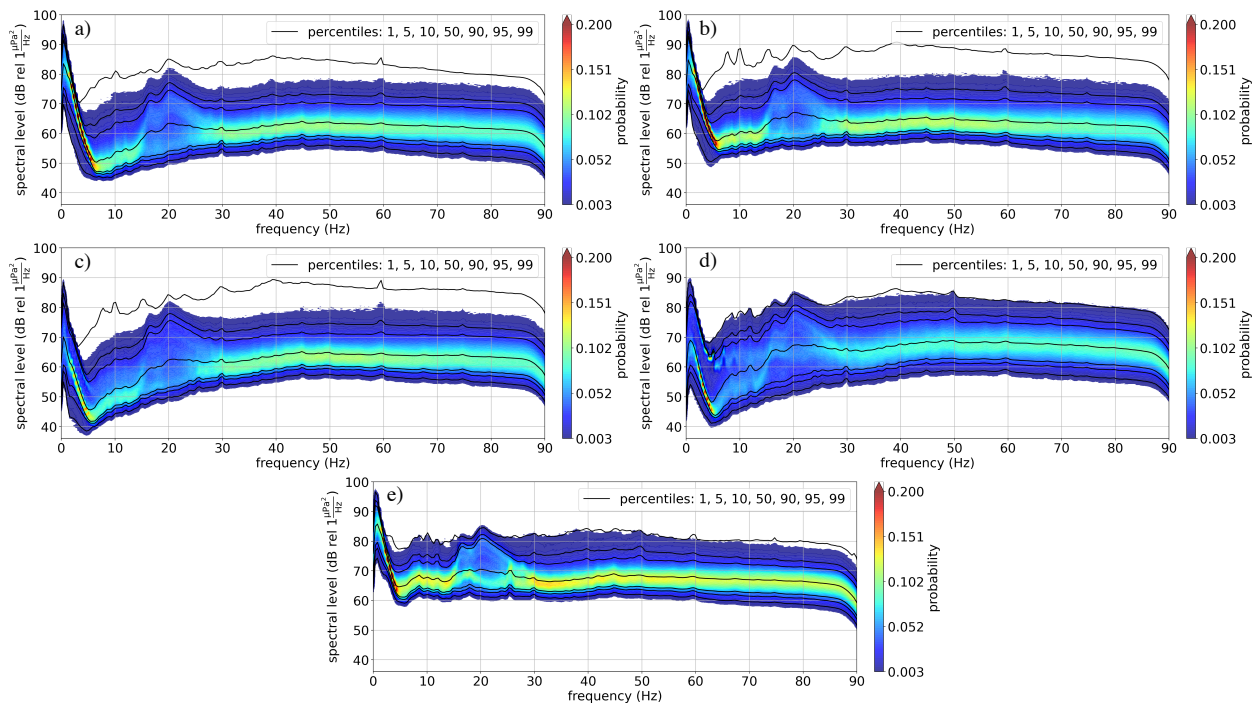 a)
percentiles: 1, 5, 10, 50, 90, 95, 99
100
90
80
70
60
50
40
spectral level (dB rel 1 μPa²/Hz)
0 10 20 30 40 50 60 70 80 90
frequency (Hz)
0.200
0.151
0.102
0.052
0.003
probability
b)
percentiles: 1, 5, 10, 50, 90, 95, 99
100
90
80
70
60
50
40
spectral level (dB rel 1 μPa²/Hz)
0 10 20 30 40 50 60 70 80 90
frequency (Hz)
0.200
0.151
0.102
0.052
0.003
probability
c)
percentiles: 1, 5, 10, 50, 90, 95, 99
100
90
80
70
60
50
40
spectral level (dB rel 1 μPa²/Hz)
0 10 20 30 40 50 60 70 80 90
frequency (Hz)
0.200
0.151
0.102
0.052
0.003
probability
d)
percentiles: 1, 5, 10, 50, 90, 95, 99
100
90
80
70
60
50
40
spectral level (dB rel 1 μPa²/Hz)
0 10 20 30 40 50 60 70 80 90
frequency (Hz)
0.200
0.151
0.102
0.052
0.003
probability
e)
percentiles: 1, 5, 10, 50, 90, 95, 99
100
90
80
70
60
50
40
spectral level (dB rel 1 μPa²/Hz)
0 10 20 30 40 50 60 70 80 90
frequency (Hz)
0.200
0.151
0.102
0.052
0.003
probability